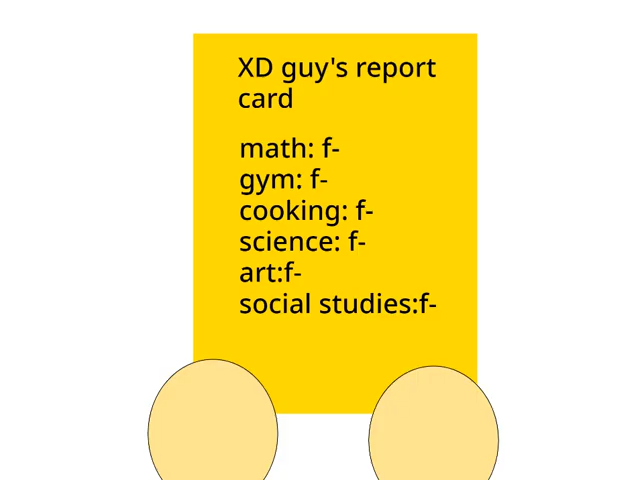 XD guy's report
card
math: f-
gym: f-
cooking: f-
science: f-
art:f-
social studies:f-